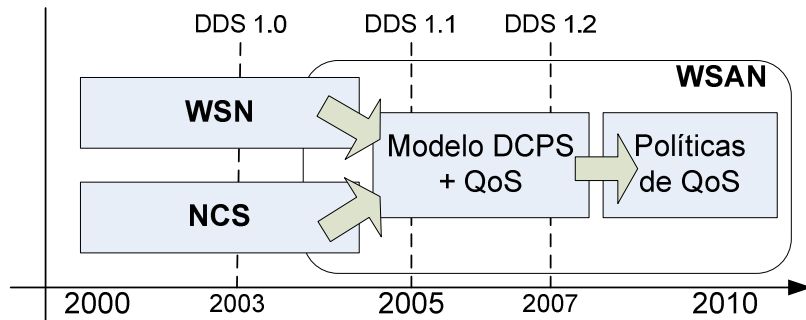 DDS 1.0
DDS 1.1
DDS 1.2
WSAN
WSN
Modelo DCPS
+ QoS
Políticas
de QoS
NCS
2000
2003
2005
2007
2010